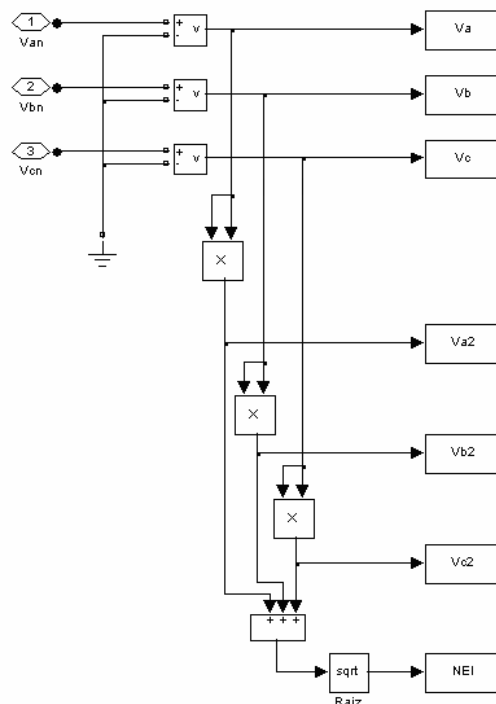 1
Van
+
-
v
Va
2
Vbn
+
-
v
Vb
3
Vcn
+
-
v
Vc
×
Va2
×
Vb2
×
Vc2
+ + +
sqrt
NEI
Raiz